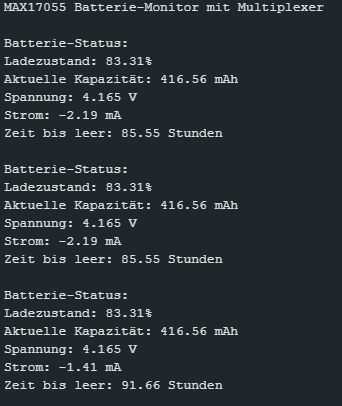 MAX17055 Batterie-Monitor mit Multiplexer
Batterie-Status:
Ladezustand: 83.31%
Aktuelle Kapazität: 416.56 mAh
Spannung: 4.165 V
Strom: -2.19 mA
Zeit bis leer: 85.55 Stunden
Batterie-Status:
Ladezustand: 83.31%
Aktuelle Kapazität: 416.56 mAh
Spannung: 4.165 V
Strom: -2.19 mA
Zeit bis leer: 85.55 Stunden
Batterie-Status:
Ladezustand: 83.31%
Aktuelle Kapazität: 416.56 mAh
Spannung: 4.165 V
Strom: -1.41 mA
Zeit bis leer: 91.66 Stunden